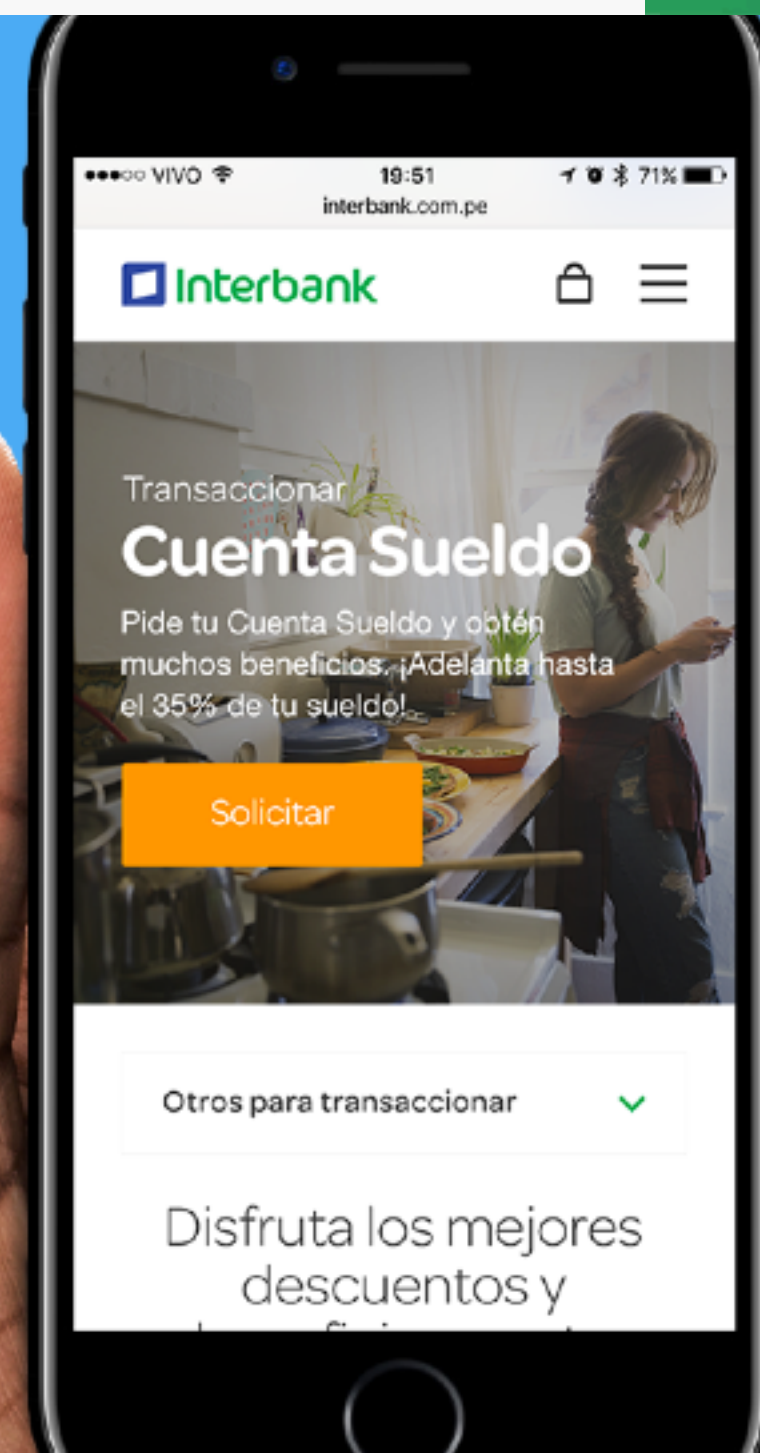 VIVO 19:51 71%
interbank.com.pe
Interbank
Transaccionar
Cuenta Sueldo
Pide tu Cuenta Sueldo y obtén
muchos beneficios. ¡Adelanta hasta
el 35% de tu sueldo!
Solicitar
Otros para transaccionar
Disfruta los mejores
descuentos y